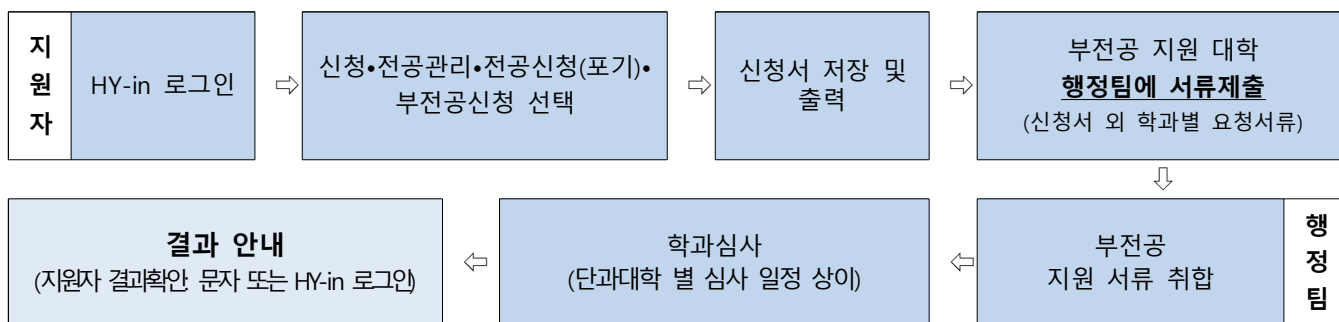 지
원
자
HY-in 로그인
⇨
신청•전공관리•전공신청(포기)•
부전공신청 선택
⇨
신청서 저장 및
출력
⇨
부전공 지원 대학
행정팀에 서류제출
(신청서 외 학과별 요청서류)
⇩
행
정
팀
부전공
지원 서류 취합
⇦
학과심사
(단과대학 별 심사 일정 상이)
⇦
결과 안내
(지원자 결과확인: 문자 또는 HY-in 로그인)